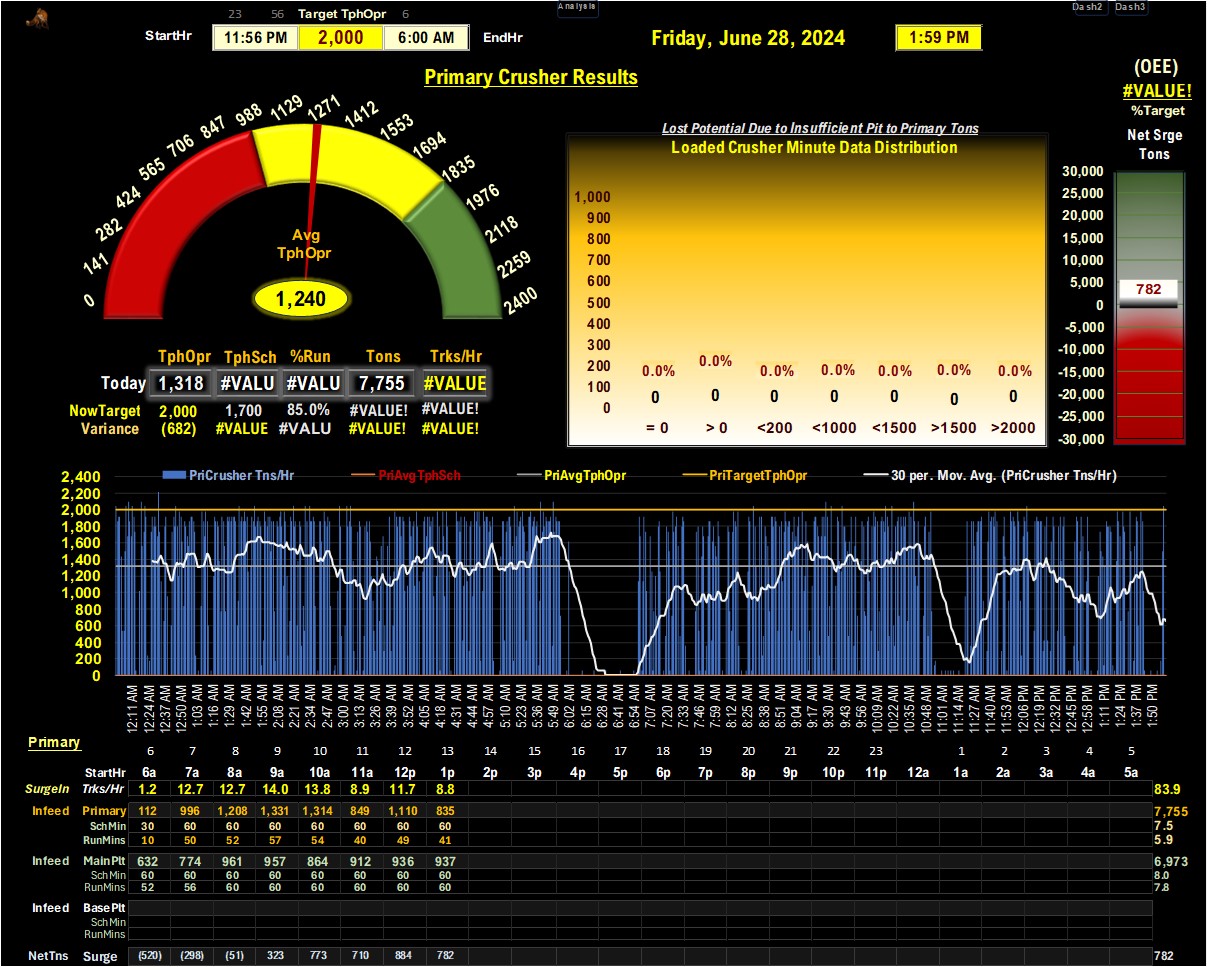 23 56 Target TphOpr 6
Analysis
Dash2 Dash3
StartHr 11:56 PM 2,000 6:00 AM EndHr
Friday, June 28, 2024
1:59 PM
Primary Crusher Results
(OEE)
#VALUE!
%Target
Net Srge
Tons
0
141
282
424
565
706
847
988
1129
1271
1412
1553
1694
1835
1976
2118
2259
2400
Avg
TphOpr
1,240
TphOpr TphSch %Run Tons Trks/Hr
Today 1,318 #VALU #VALU 7,755 #VALUE
NowTarget 2,000 1,700 85.0% #VALUE! #VALUE!
Variance (682) #VALUE #VALU #VALUE! #VALUE!
Lost Potential Due to Insufficient Pit to Primary Tons
Loaded Crusher Minute Data Distribution
1,000
900
800
700
600
500
400
300
200
100
0
0.0% 0.0% 0.0% 0.0% 0.0% 0.0% 0.0%
0 0 0 0 0 0 0
= 0 > 0 <200 <1000 <1500 >1500 >2000
30,000
25,000
20,000
15,000
10,000
5,000
0
-5,000
-10,000
-15,000
-20,000
-25,000
-30,000
782
PriCrusher Tns/Hr PriAvgTphSch PriAvgTphOpr PriTargetTphOpr 30 per. Mov. Avg. (PriCrusher Tns/Hr)
2,400
2,200
2,000
1,800
1,600
1,400
1,200
1,000
800
600
400
200
0
12:11 AM
12:24 AM
12:37 AM
12:50 AM
1:03 AM
1:16 AM
1:29 AM
1:42 AM
1:55 AM
2:08 AM
2:21 AM
2:34 AM
2:47 AM
3:00 AM
3:13 AM
3:26 AM
3:39 AM
3:52 AM
4:05 AM
4:18 AM
4:31 AM
4:44 AM
4:57 AM
5:10 AM
5:23 AM
5:36 AM
5:49 AM
6:02 AM
6:15 AM
6:28 AM
6:41 AM
6:54 AM
7:07 AM
7:20 AM
7:33 AM
7:46 AM
7:59 AM
8:12 AM
8:25 AM
8:38 AM
8:51 AM
9:04 AM
9:17 AM
9:30 AM
9:43 AM
9:56 AM
10:09 AM
10:22 AM
10:35 AM
10:48 AM
11:01 AM
11:14 AM
11:27 AM
11:40 AM
11:53 AM
12:06 PM
12:19 PM
12:32 PM
12:45 PM
12:58 PM
1:11 PM
1:24 PM
1:37 PM
1:50 PM
Primary
6 7 8 9 10 11 12 13 14 15 16 17 18 19 20 21 22 23 1 2 3 4 5
StartHr 6a 7a 8a 9a 10a 11a 12p 1p 2p 3p 4p 5p 6p 7p 8p 9p 10p 11p 12a 1a 2a 3a 4a 5a
SurgeIn Trks/Hr 1.2 12.7 12.7 14.0 13.8 8.9 11.7 8.8 83.9
Infeed Primary 112 996 1,208 1,331 1,314 849 1,110 835 7,755
SchMin 30 60 60 60 60 60 60 60 7.5
RunMins 10 50 52 57 54 40 49 41 5.9
Infeed MainPlt 632 774 961 957 864 912 936 937 6,973
SchMin 60 60 60 60 60 60 60 60 8.0
RunMins 52 56 60 60 60 60 60 60 7.8
Infeed BasePlt
SchMin
RunMins
NetTns Surge (520) (298) (51) 323 773 710 884 782 782